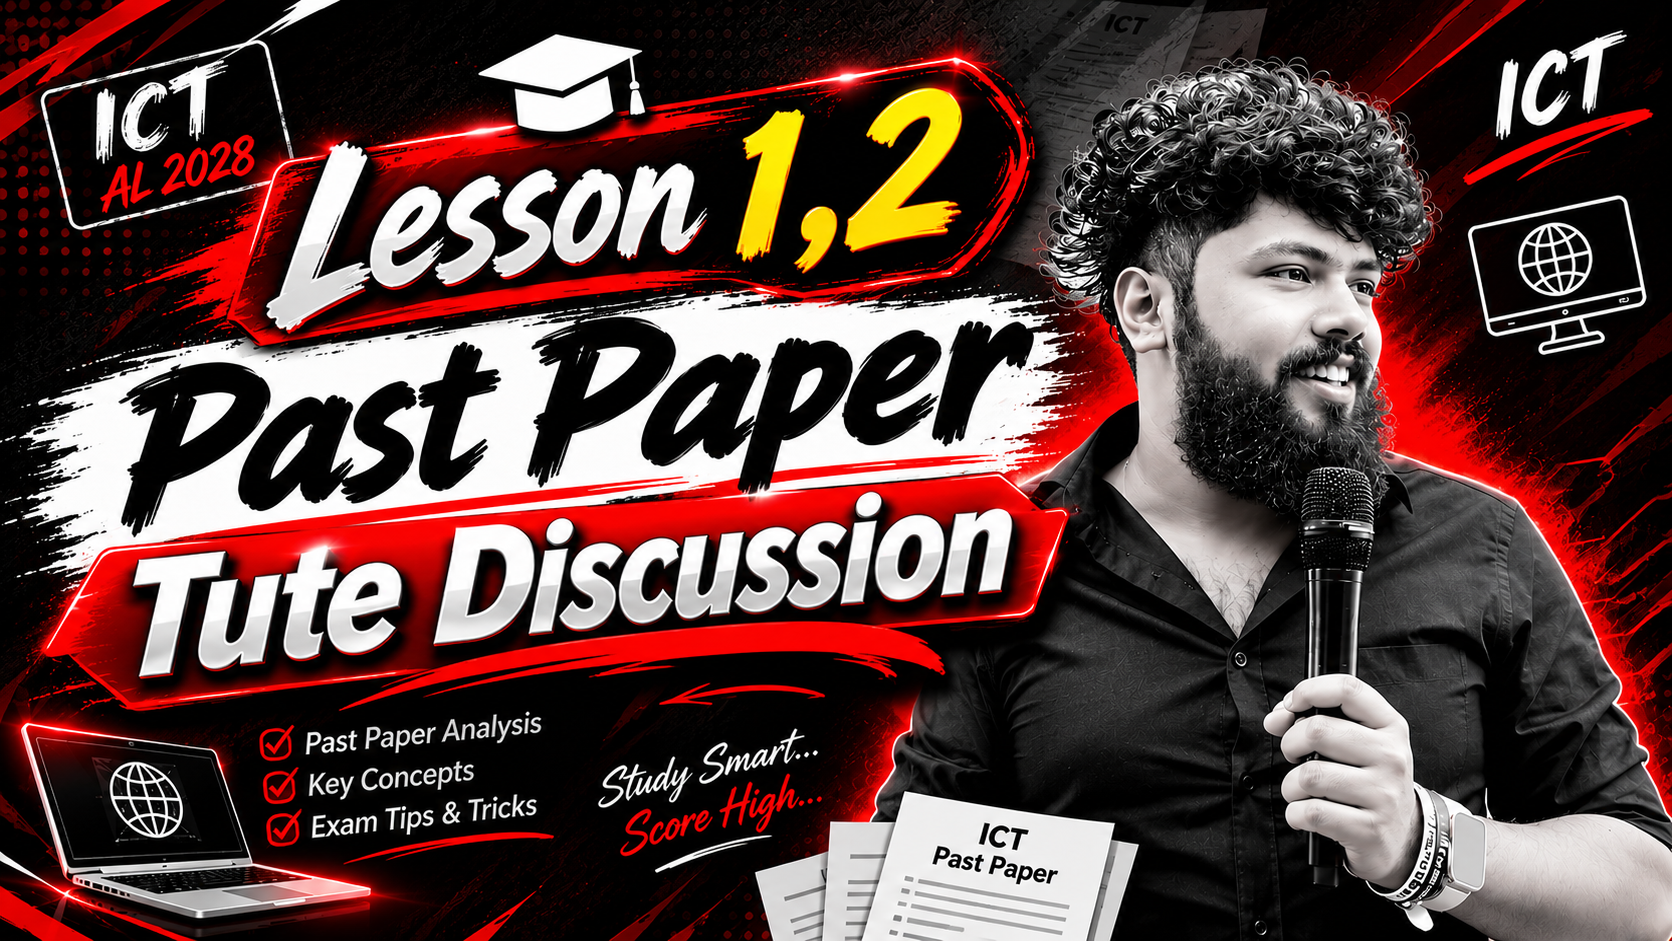 ICT
AL 2028
Lesson 1,2
Past Paper
Tute Discussion
Past Paper Analysis
Key Concepts
Exam Tips & Tricks
Study Smart...
Score High...
ICT
Past Paper
ICT
ICT